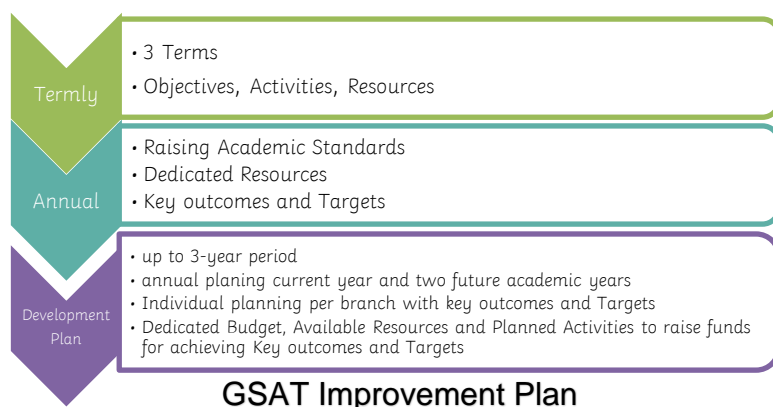 Termly
• 3 Terms
• Objectives, Activities, Resources
Annual
• Raising Academic Standards
• Dedicated Resources
• Key outcomes and Targets
Development
Plan
• up to 3-year period
• annual planing current year and two future academic years
• Individual planning per branch with key outcomes and Targets
• Dedicated Budget, Available Resources and Planned Activities to raise funds
for achieving Key outcomes and Targets
GSAT Improvement Plan